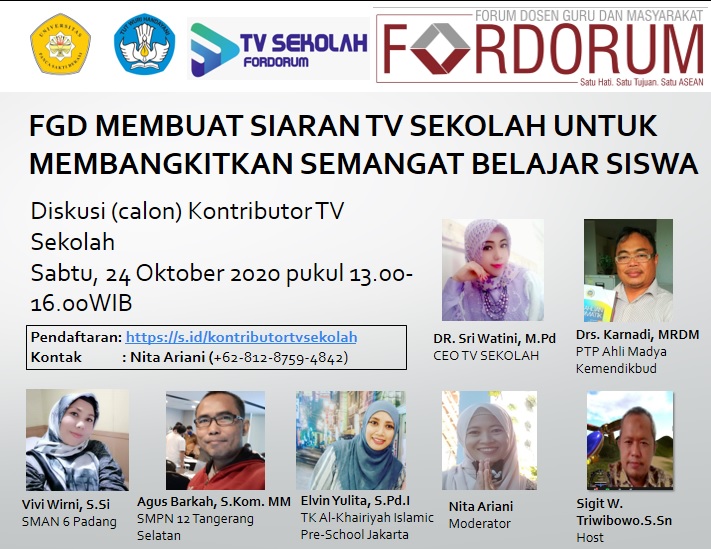 UNIVERSITAS
TUT WURI HANDAYANI
TV SEKOLAH
FORDORUM
FORUM DOSEN GURU DAN MASYARAKAT
FORDORUM
Satu Hati. Satu Tujuan. Satu ASEAN
FGD MEMBUAT SIARAN TV SEKOLAH UNTUK
MEMBANGKITKAN SEMANGAT BELAJAR SISWA
Diskusi (calon) Kontributor TV
Sekolah
Sabtu, 24 Oktober 2020 pukul 13.00-
16.00WIB
Pendaftaran: https://s.id/kontributortvsekolah
Kontak : Nita Ariani (+62-812-8759-4842)
DR. Sri Watini, M.Pd
CEO TV SEKOLAH
Drs. Karnadi, MRDM
PTP Ahli Madya
Kemendikbud
Vivi Wirni, S.Si
SMAN 6 Padang
Agus Barkah, S.Kom. MM
SMPN 12 Tangerang
Selatan
Elvin Yulita, S.Pd.I
TK Al-Khairiyah Islamic
Pre-School Jakarta
Nita Ariani
Moderator
Sigit W.
Triwibowo.S.Sn
Host